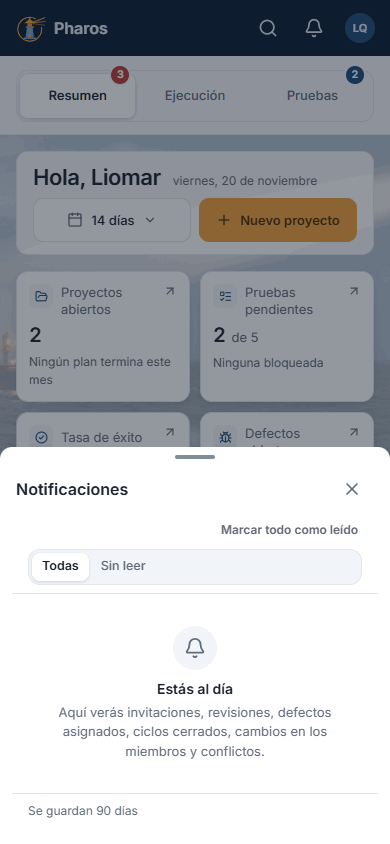 Pharos
LQ
3
2
Resumen
Ejecución
Pruebas
Hola, Liomar
viernes, 20 de noviembre
14 días
Nuevo proyecto
Proyectos
abiertos
2
Ningún plan termina este
mes
Pruebas
pendientes
2 de 5
Ninguna bloqueada
Tasa de éxito
Defectos
Notificaciones
Marcar todo como leído
Todas
Sin leer
Estás al día
Aquí verás invitaciones, revisiones, defectos
asignados, ciclos cerrados, cambios en los
miembros y conflictos.
Se guardan 90 días